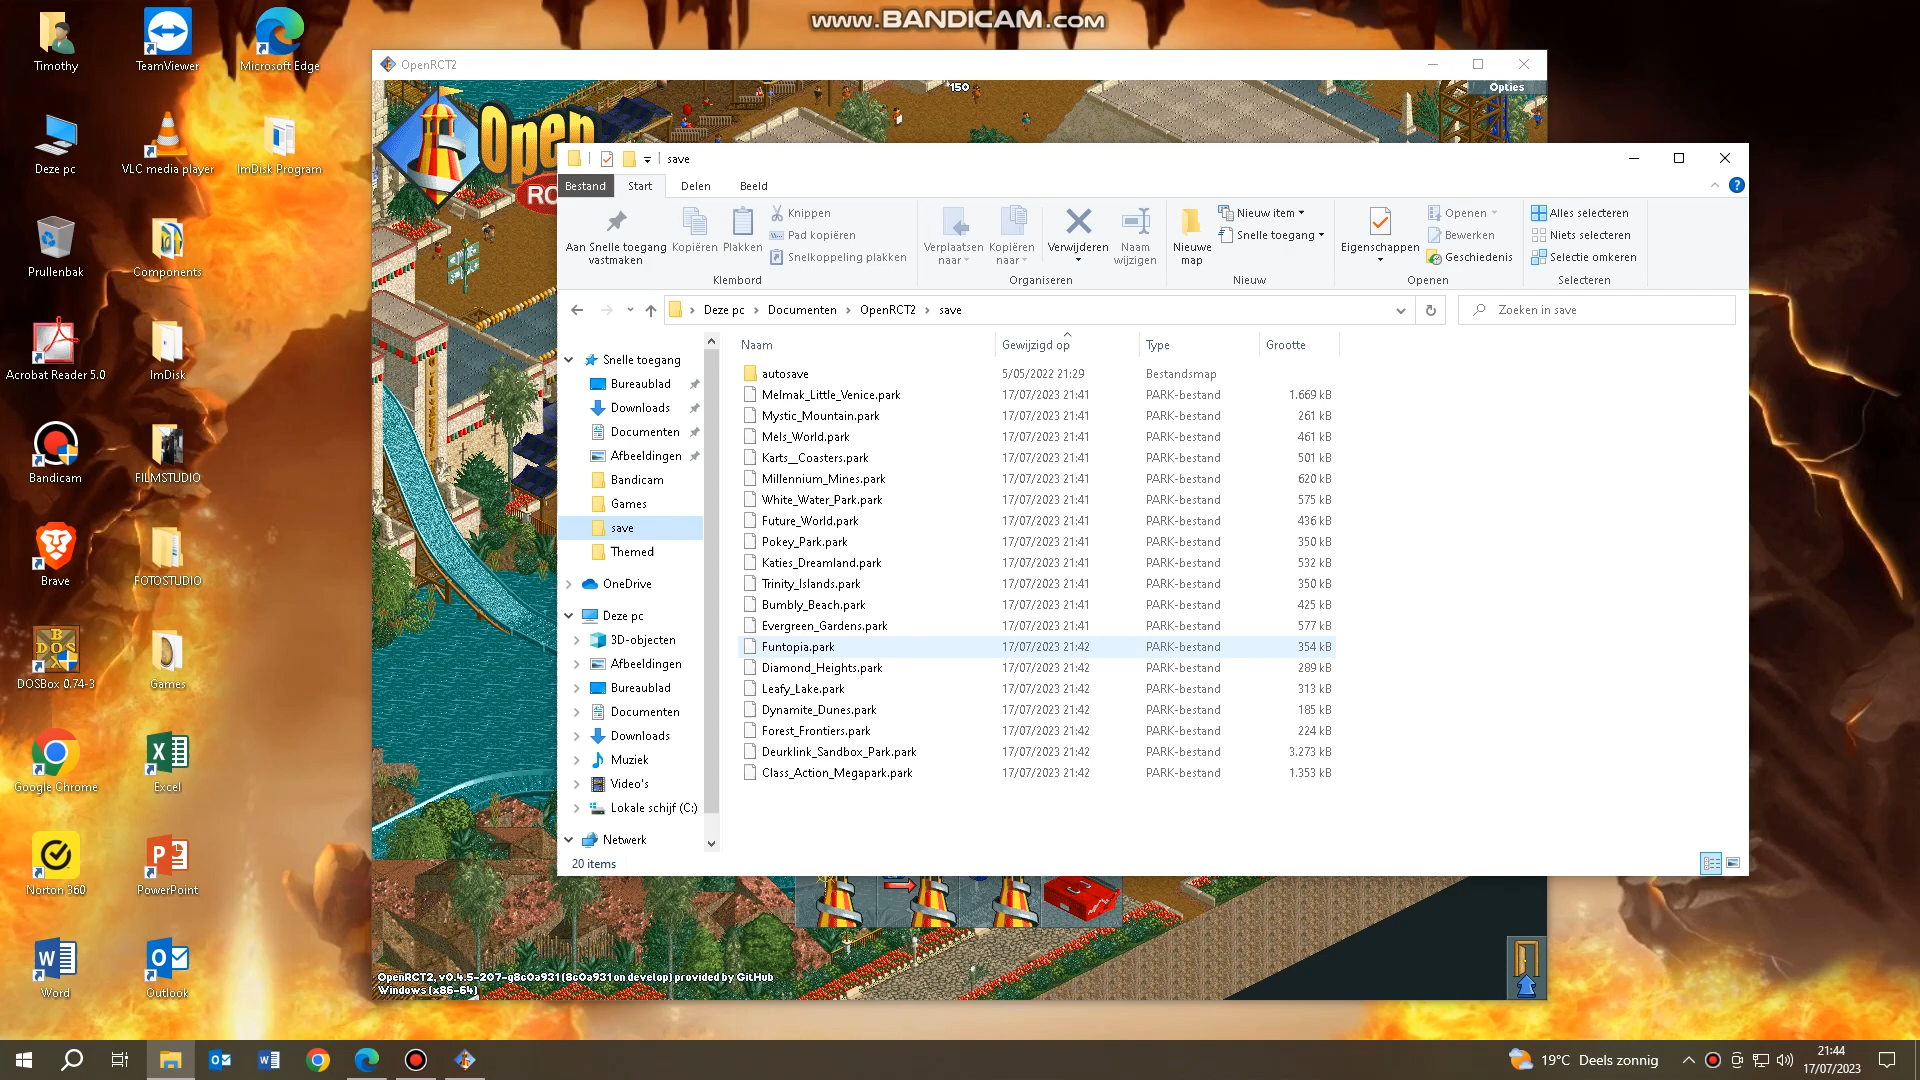 www.BANDICAM.com
Timothy
TeamViewer
Microsoft Edge
Deze pc
VLC media player
ImDisk Program
Prullenbak
Components
Acrobat Reader 5.0
ImDisk
Bandicam
FILMSTUDIO
Brave
FOTOSTUDIO
DOSBox 0.74-3
Games
Google Chrome
Excel
Norton 360
PowerPoint
Word
Outlook
OpenRCT2
150
Opties
Open
save
Bestand
Start
Delen
Beeld
Aan Snelle toegang
vastmaken
Kopiëren
Plakken
Knippen
Pad kopiëren
Snelkoppeling plakken
Klembord
Verplaatsen
naar
Kopiëren
naar
Verwijderen
Naam
wijzigen
Organiseren
Nieuwe
map
Nieuw item
Snelle toegang
Nieuw
Eigenschappen
Openen
Bewerken
Geschiedenis
Openen
Alles selecteren
Niets selecteren
Selectie omkeren
Selecteren
Deze pc > Documenten > OpenRCT2 > save
Zoeken in save
Snelle toegang
Bureaublad
Downloads
Documenten
Afbeeldingen
Bandicam
Games
save
Themed
OneDrive
Deze pc
3D-objecten
Afbeeldingen
Bureaublad
Documenten
Downloads
Muziek
Video's
Lokale schijf (C:)
Netwerk
Naam Gewijzigd op Type Grootte
autosave 5/05/2022 21:29 Bestandsmap
Melmak_Little_Venice.park 17/07/2023 21:41 PARK-bestand 1.669 kB
Mystic_Mountain.park 17/07/2023 21:41 PARK-bestand 261 kB
Mels_World.park 17/07/2023 21:41 PARK-bestand 461 kB
Karts__Coasters.park 17/07/2023 21:41 PARK-bestand 501 kB
Millennium_Mines.park 17/07/2023 21:41 PARK-bestand 620 kB
White_Water_Park.park 17/07/2023 21:41 PARK-bestand 575 kB
Future_World.park 17/07/2023 21:41 PARK-bestand 436 kB
Pokey_Park.park 17/07/2023 21:41 PARK-bestand 350 kB
Katies_Dreamland.park 17/07/2023 21:41 PARK-bestand 532 kB
Trinity_Islands.park 17/07/2023 21:41 PARK-bestand 350 kB
Bumbly_Beach.park 17/07/2023 21:41 PARK-bestand 425 kB
Evergreen_Gardens.park 17/07/2023 21:41 PARK-bestand 577 kB
Funtopia.park 17/07/2023 21:42 PARK-bestand 354 kB
Diamond_Heights.park 17/07/2023 21:42 PARK-bestand 289 kB
Leafy_Lake.park 17/07/2023 21:42 PARK-bestand 313 kB
Dynamite_Dunes.park 17/07/2023 21:42 PARK-bestand 185 kB
Forest_Frontiers.park 17/07/2023 21:42 PARK-bestand 224 kB
Deurklink_Sandbox_Park.park 17/07/2023 21:42 PARK-bestand 3.273 kB
Class_Action_Megapark.park 17/07/2023 21:42 PARK-bestand 1.353 kB
20 items
OpenRCT2, v0.4.5-207-g8c0a931 (8c0a931 on develop) provided by GitHub
Windows (x86-64)
19°C Deels zonnig
21:44
17/07/2023